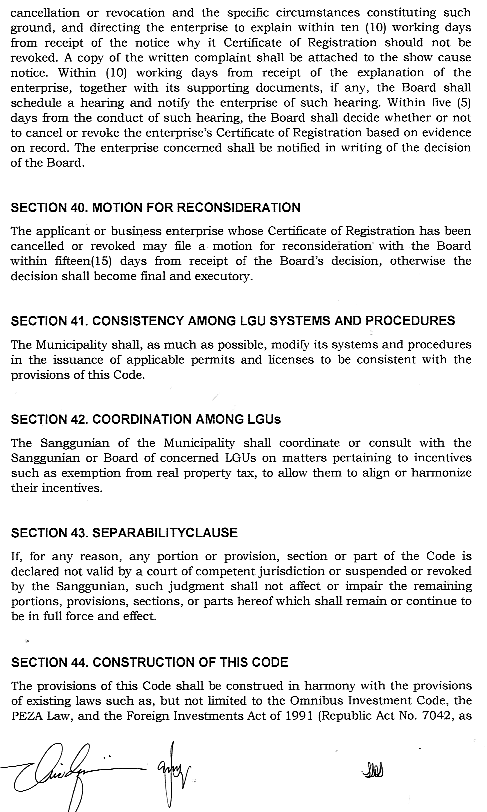 cancellation or revocation and the specific circumstances constituting such
ground, and directing the enterprise to explain within ten (10) working days
from receipt of the notice why it Certificate of Registration should not be
revoked. A copy of the written complaint shall be attached to the show cause
notice. Within (10) working days from receipt of the explanation of the
enterprise, together with its supporting documents, if any, the Board shall
schedule a hearing and notify the enterprise of such hearing. Within five (5)
days from the conduct of such hearing, the Board shall decide whether or not
to cancel or revoke the enterprise's Certificate of Registration based on evidence
on record. The enterprise concerned shall be notified in writing of the decision
of the Board.
SECTION 40. MOTION FOR RECONSIDERATION
The applicant or business enterprise whose Certificate of Registration has been
cancelled or revoked may file a motion for reconsideration with the Board
within fifteen(15) days from receipt of the Board's decision, otherwise the
decision shall become final and executory.
SECTION 41. CONSISTENCY AMONG LGU SYSTEMS AND PROCEDURES
The Municipality shall, as much as possible, modify its systems and procedures
in the issuance of applicable permits and licenses to be consistent with the
provisions of this Code.
SECTION 42. COORDINATION AMONG LGUs
The Sanggunian of the Municipality shall coordinate or consult with the
Sanggunian or Board of concerned LGUs on matters pertaining to incentives
such as exemption from real property tax, to allow them to align or harmonize
their incentives.
SECTION 43. SEPARABILITYCLAUSE
If, for any reason, any portion or provision, section or part of the Code is
declared not valid by a court of competent jurisdiction or suspended or revoked
by the Sanggunian, such judgment shall not affect or impair the remaining
portions, provisions, sections, or parts hereof which shall remain or continue to
be in full force and effect.
SECTION 44. CONSTRUCTION OF THIS CODE
The provisions of this Code shall be construed in harmony with the provisions
of existing laws such as, but not limited to the Omnibus Investment Code, the
PEZA Law, and the Foreign Investments Act of 1991 (Republic Act No. 7042, as